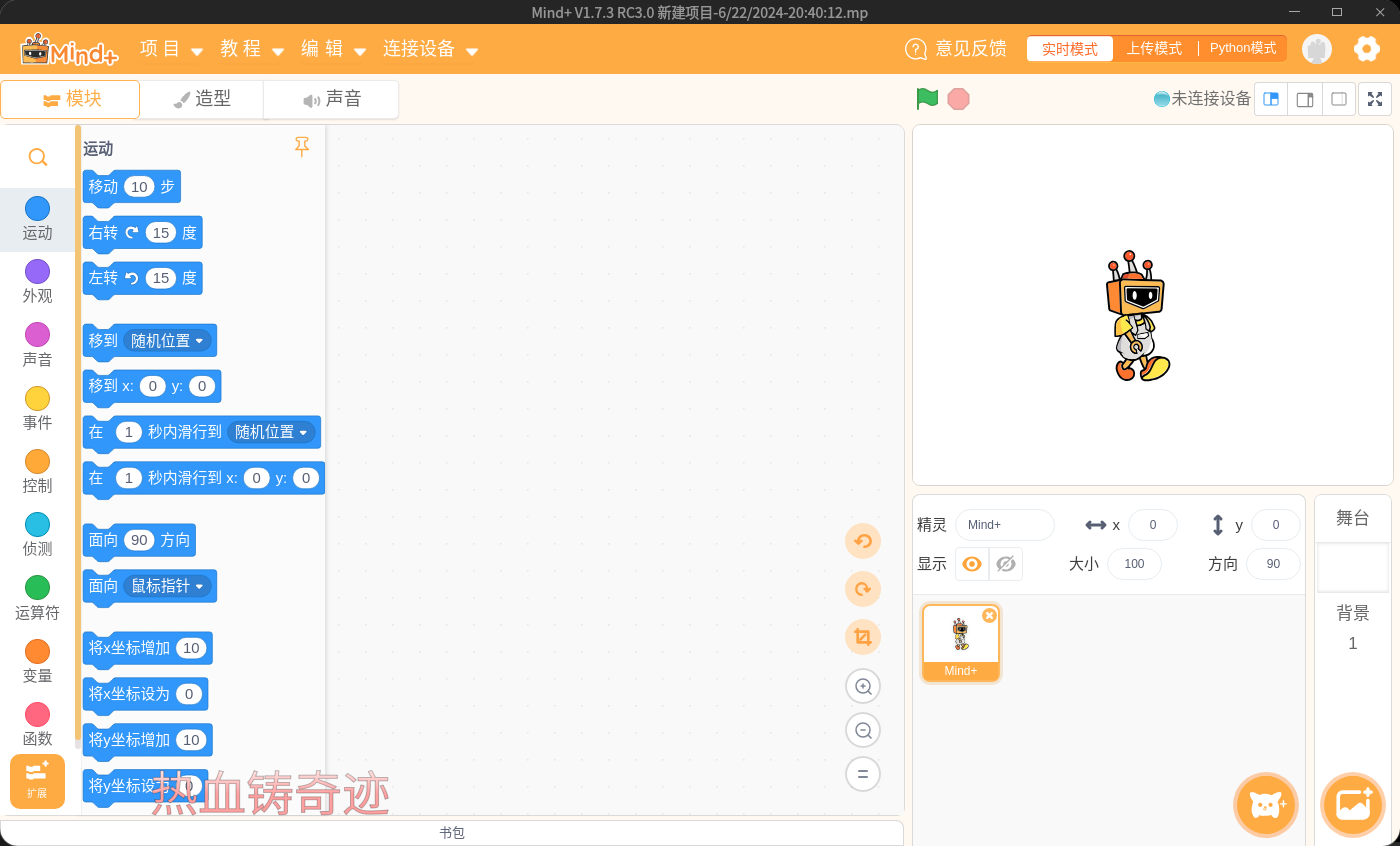 Mind+ V1.7.3 RC3.0 新建项目-6/22/2024-20:40:12.mp
Mind+ 项目 教程 编辑 连接设备 意见反馈 实时模式 上传模式 Python模式
模块 造型 声音 未连接设备
运动
外观
声音
事件
控制
侦测
运算符
变量
函数
扩展
运动
移动 10 步
右转 15 度
左转 15 度
移到 随机位置
移到 x: 0 y: 0
在 1 秒内滑行到 随机位置
在 1 秒内滑行到 x: 0 y: 0
面向 90 方向
面向 鼠标指针
将x坐标增加 10
将x坐标设为 0
将y坐标增加 10
将y坐标设 0
热血铸奇迹
书包
精灵 Mind+ x 0 y 0
显示 大小 100 方向 90
Mind+
舞台
背景
1